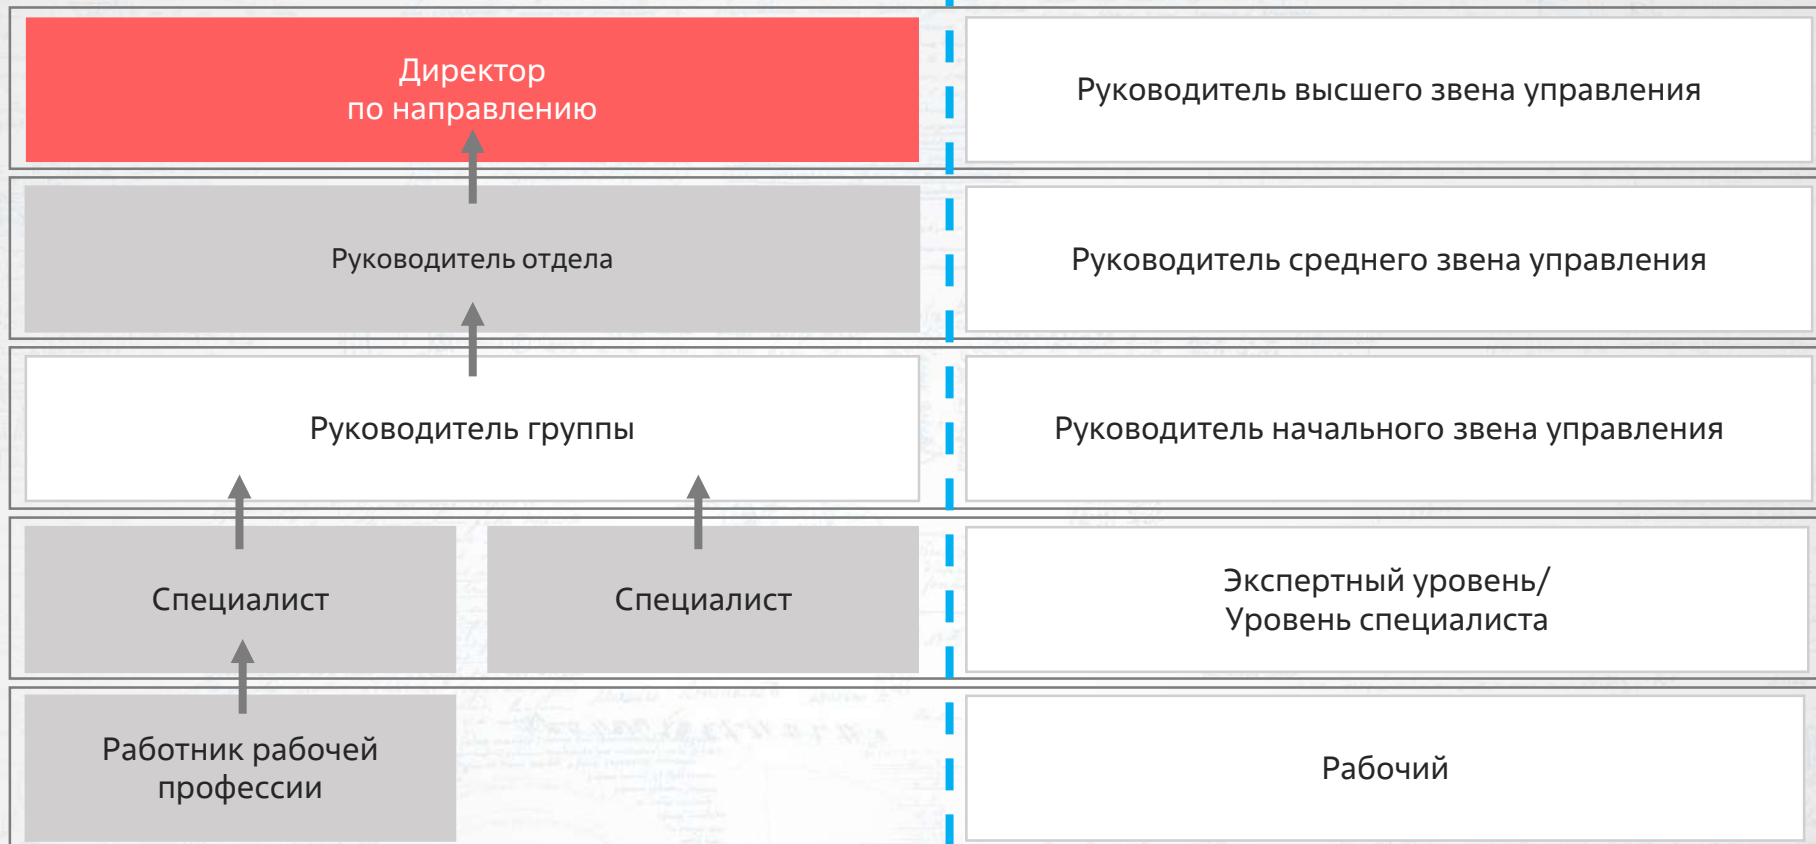 Директор
по направлению
Руководитель высшего звена управления
Руководитель отдела
Руководитель среднего звена управления
Руководитель группы
Руководитель начального звена управления
Специалист
Специалист
Экспертный уровень/
Уровень специалиста
Работник рабочей
профессии
Рабочий